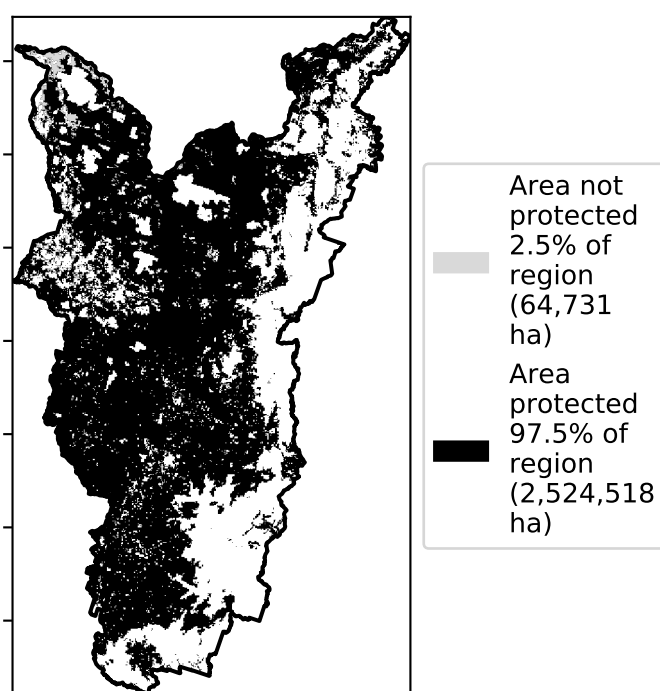 Area not
protected
2.5% of
region
(64,731
ha)
Area
protected
97.5% of
region
(2,524,518
ha)